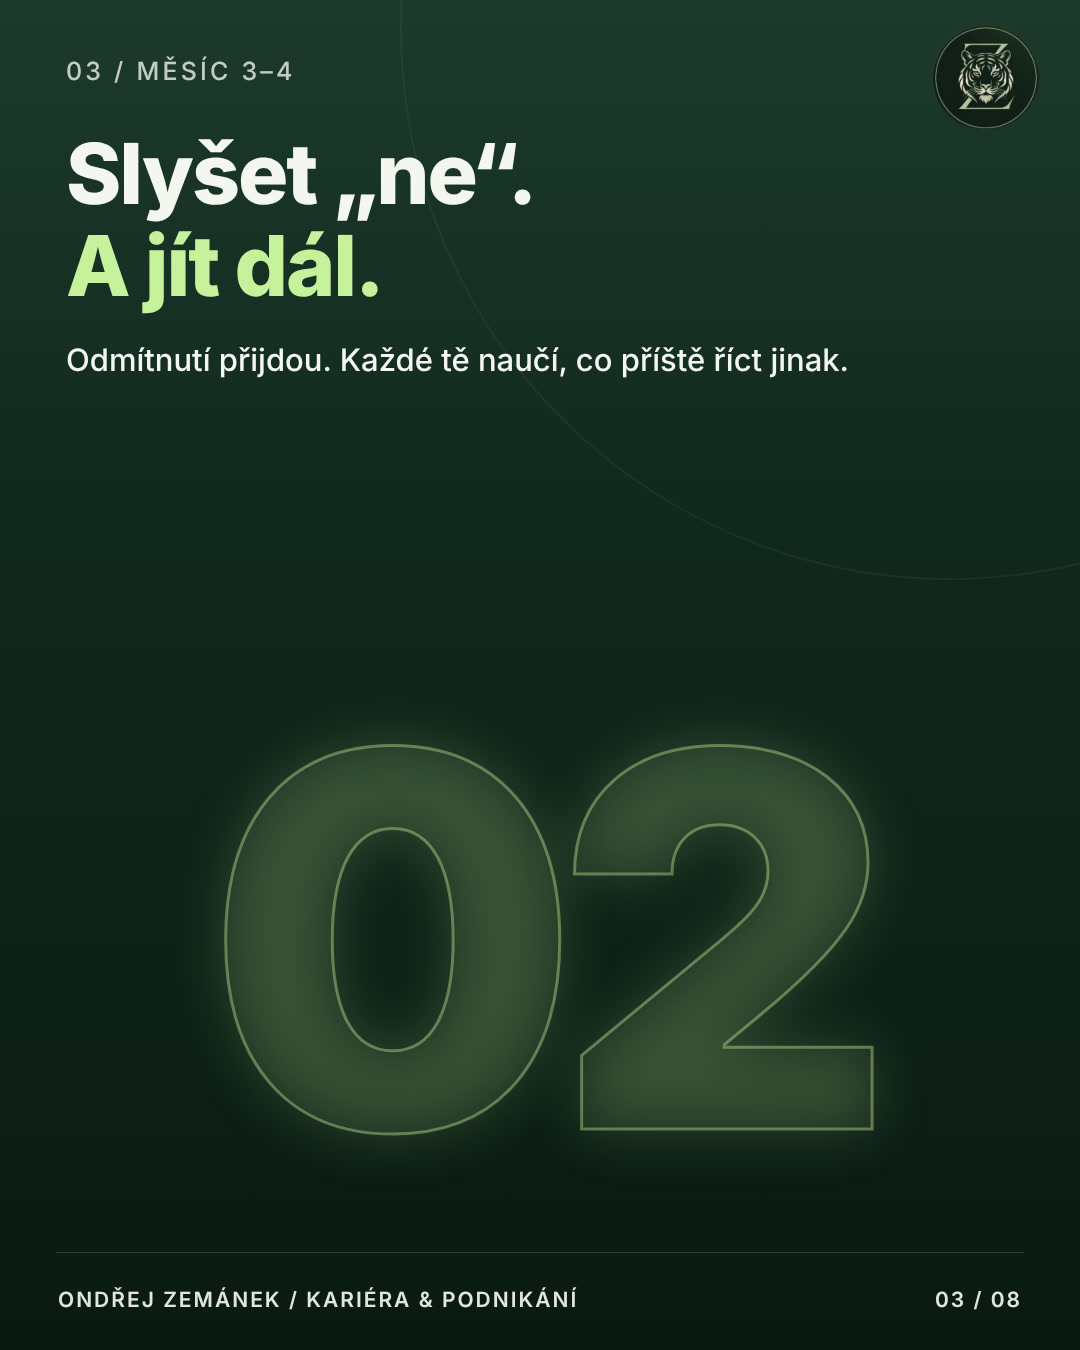 03 / MĚSÍC 3–4
Slyšet „ne“.
A jít dál.
Odmítnutí přijdou. Každé tě naučí, co příště říct jinak.
02
ONDŘEJ ZEMÁNEK / KARIÉRA & PODNIKÁNÍ
03 / 08